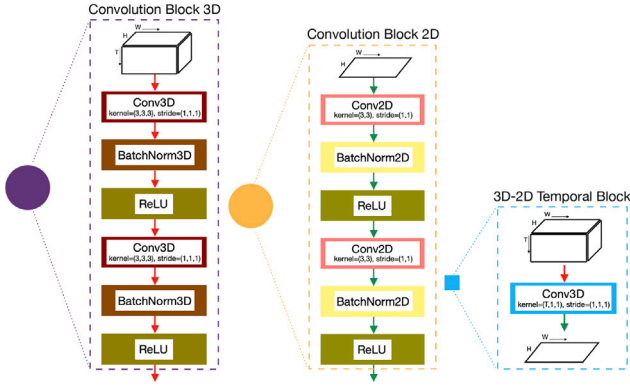 Convolution Block 3D
W
H
T
Conv3D
kernel=(3,3,3), stride=(1,1,1)
BatchNorm3D
ReLU
Conv3D
kernel=(3,3,3), stride=(1,1,1)
BatchNorm3D
ReLU
Convolution Block 2D
W
H
Conv2D
kernel=(3,3), stride=(1,1)
BatchNorm2D
ReLU
Conv2D
kernel=(3,3), stride=(1,1)
BatchNorm2D
ReLU
3D-2D Temporal Block
W
H
T
Conv3D
kernel=(T,1,1), stride=(1,1,1)
W
H